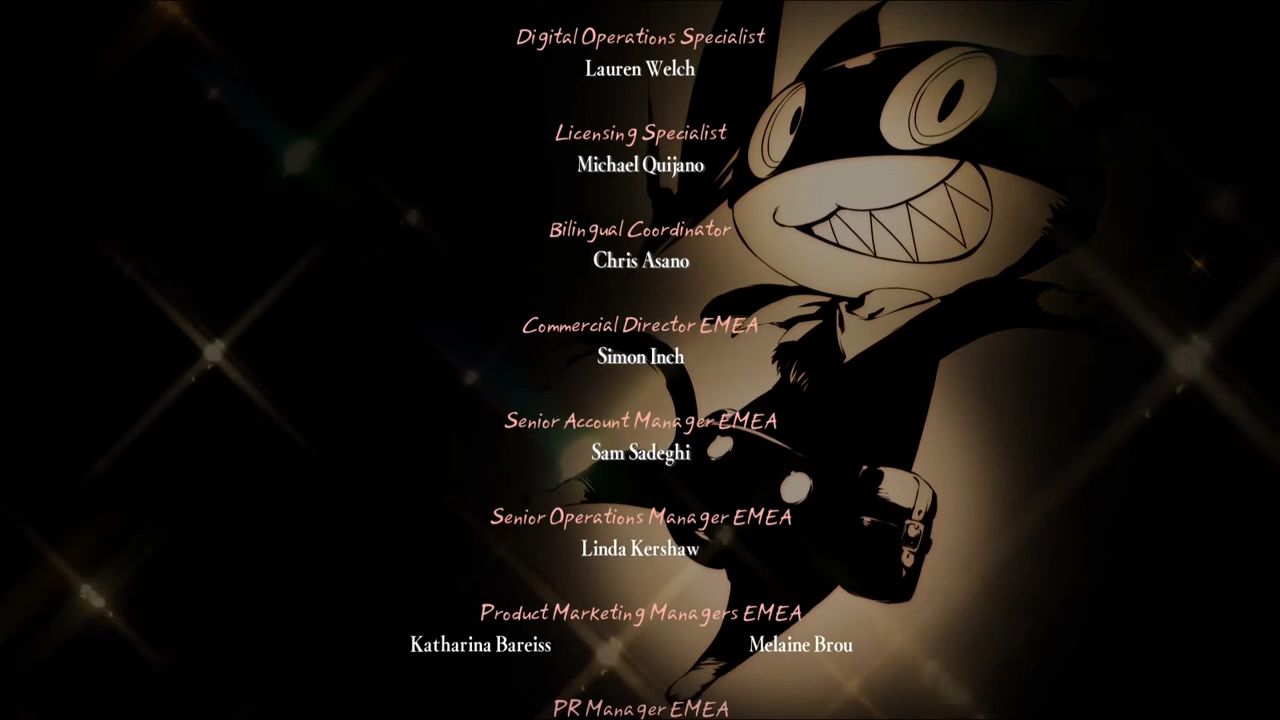 Digital Operations Specialist
Lauren Welch
Licensing Specialist
Michael Quijano
Bilingual Coordinator
Chris Asano
Commercial Director EMEA
Simon Inch
Senior Account Manager EMEA
Sam Sadeghi
Senior Operations Manager EMEA
Linda Kershaw
Product Marketing Managers EMEA
Katharina Bareiss Melaine Brou
PR Manager EMEA